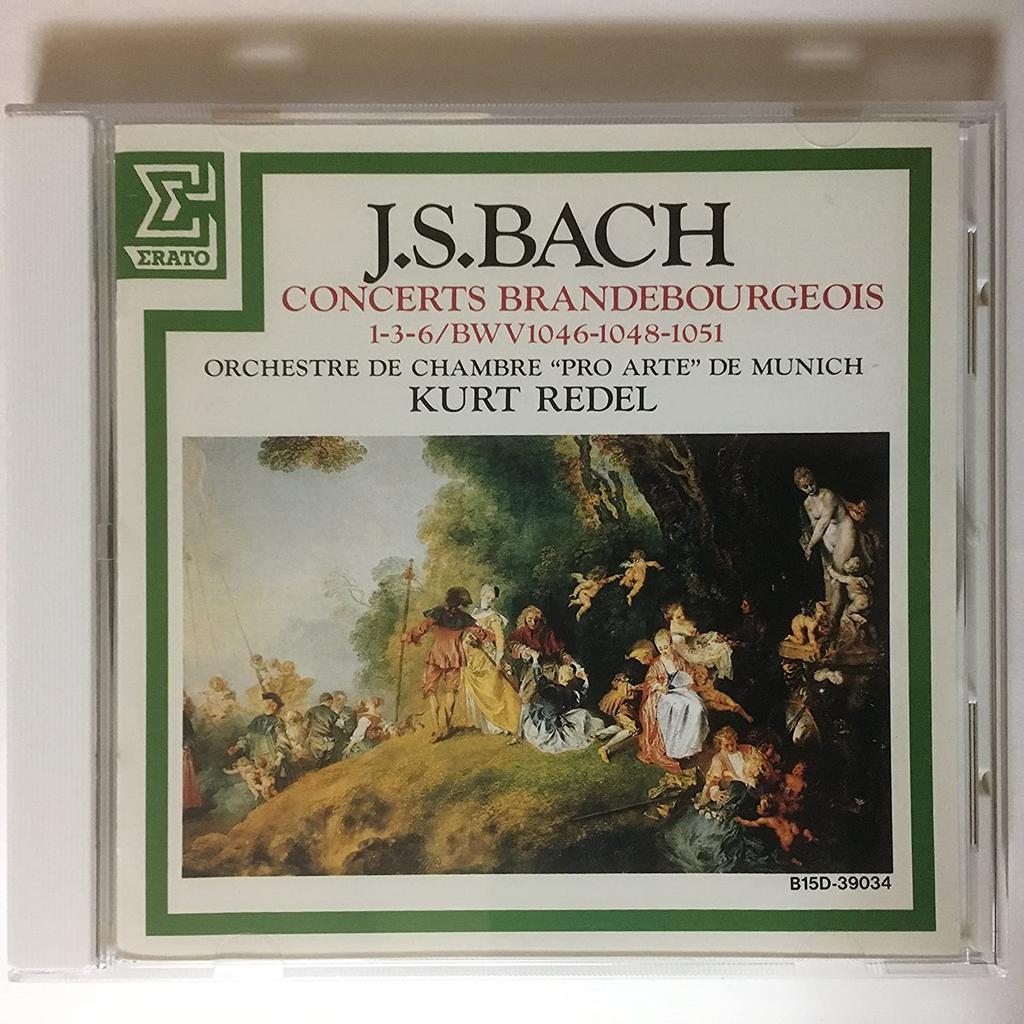 ΣRATO
J.S.BACH
CONCERTS BRANDEBOURGEOIS
1-3-6/BWV1046-1048-1051
ORCHESTRE DE CHAMBRE “PRO ARTE” DE MUNICH
KURT REDEL
B15D-39034